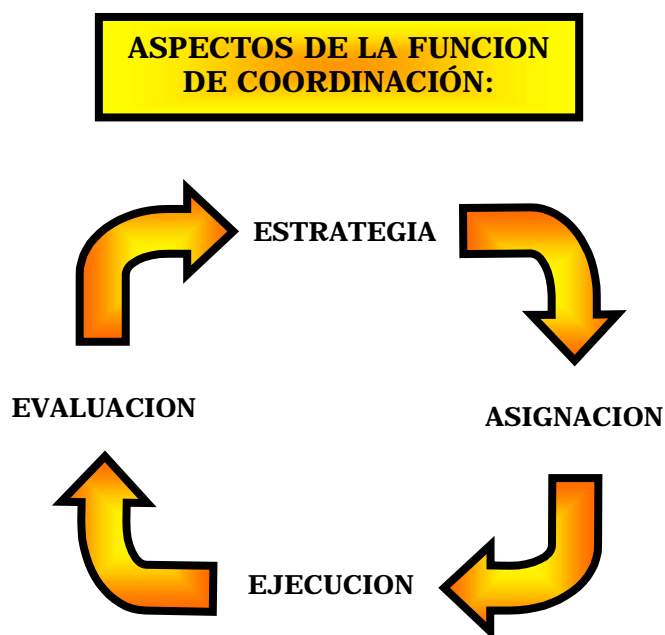 ASPECTOS DE LA FUNCION
DE COORDINACIÓN:
ESTRATEGIA
EVALUACION
ASIGNACION
EJECUCION